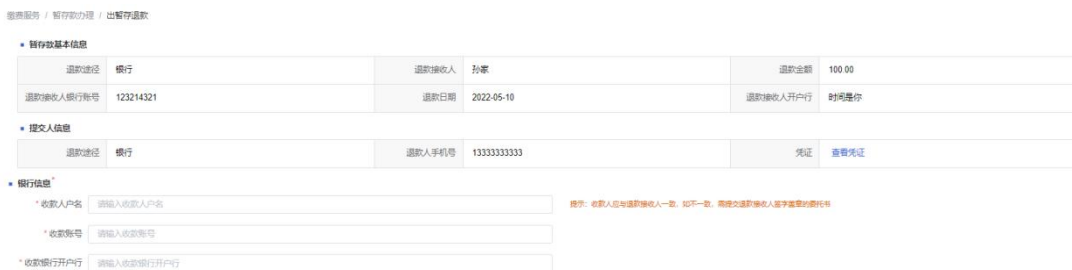 缴费服务 / 暂存款办理 / 出暂存退款
暂存款基本信息
退款途径 银行 退款接收人 孙家 退款金额 100.00
退款接收人银行账号 123214321 退款日期 2022-05-10 退款接收人开户行 时间是你
提交人信息
退款途径 银行 退款人手机号 13333333333 凭证 查看凭证
银行信息*
*收款人户名 请输入收款人户名 提示：收款人应与退款接收人一致，如不一致，需提交退款接收人签字盖章的委托书
*收款账号 请输入收款账号
*收款银行开户行 请输入收款银行开户行